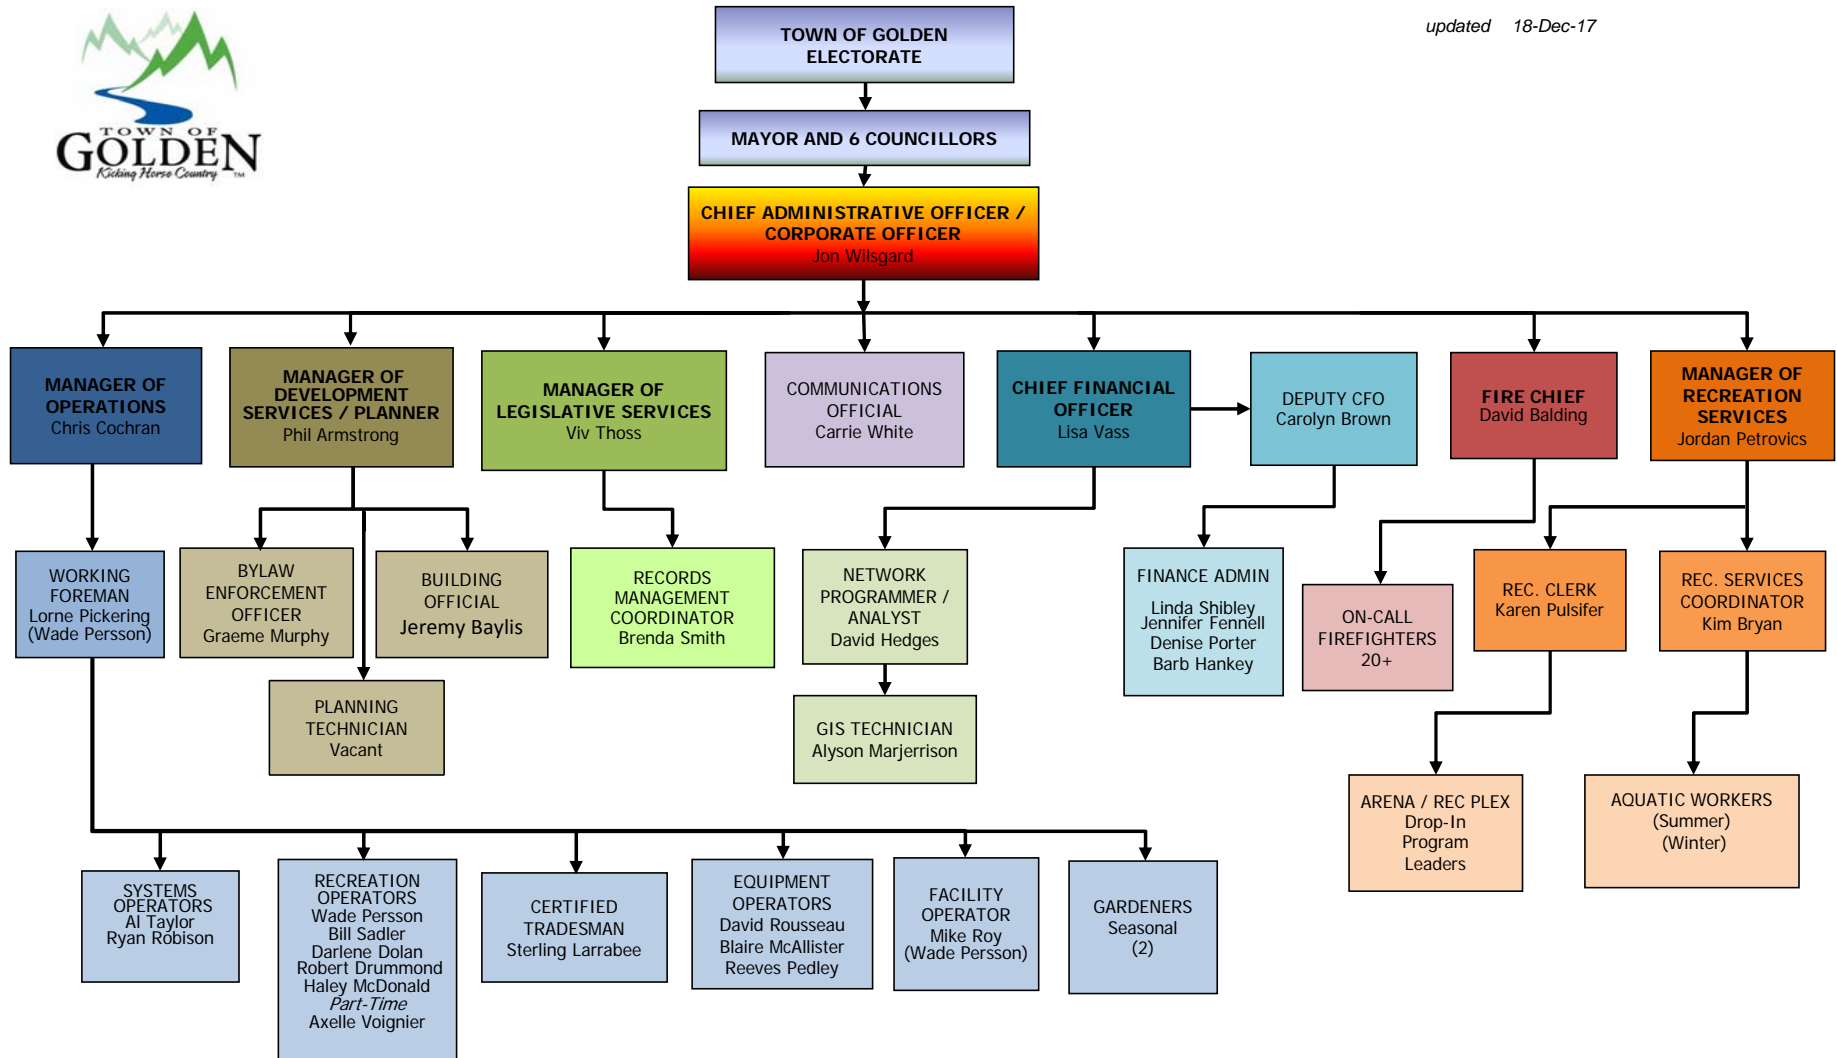 updated 18-Dec-17
TOWN OF
GOLDEN
Kicking Horse Country TM
TOWN OF GOLDEN
ELECTORATE
MAYOR AND 6 COUNCILLORS
CHIEF ADMINISTRATIVE OFFICER /
CORPORATE OFFICER
Jon Wilsgard
MANAGER OF
OPERATIONS
Chris Cochran
MANAGER OF
DEVELOPMENT
SERVICES / PLANNER
Phil Armstrong
MANAGER OF
LEGISLATIVE SERVICES
Viv Thoss
COMMUNICATIONS
OFFICIAL
Carrie White
CHIEF FINANCIAL
OFFICER
Lisa Vass
DEPUTY CFO
Carolyn Brown
FIRE CHIEF
David Balding
MANAGER OF
RECREATION
SERVICES
Jordan Petrovics
WORKING
FOREMAN
Lorne Pickering
(Wade Persson)
BYLAW
ENFORCEMENT
OFFICER
Graeme Murphy
BUILDING
OFFICIAL
Jeremy Baylis
RECORDS
MANAGEMENT
COORDINATOR
Brenda Smith
NETWORK
PROGRAMMER /
ANALYST
David Hedges
FINANCE ADMIN
Linda Shibley
Jennifer Fennell
Denise Porter
Barb Hankey
ON-CALL
FIREFIGHTERS
20+
REC. CLERK
Karen Pulsifer
REC. SERVICES
COORDINATOR
Kim Bryan
PLANNING
TECHNICIAN
Vacant
GIS TECHNICIAN
Alyson Marjerrison
ARENA / REC PLEX
Drop-In
Program
Leaders
AQUATIC WORKERS
(Summer)
(Winter)
SYSTEMS
OPERATORS
Al Taylor
Ryan Robison
RECREATION
OPERATORS
Wade Persson
Bill Sadler
Darlene Dolan
Robert Drummond
Haley McDonald
Part-Time
Axelle Voignier
CERTIFIED
TRADESMAN
Sterling Larrabee
EQUIPMENT
OPERATORS
David Rousseau
Blaire McAllister
Reeves Pedley
FACILITY
OPERATOR
Mike Roy
(Wade Persson)
GARDENERS
Seasonal
(2)